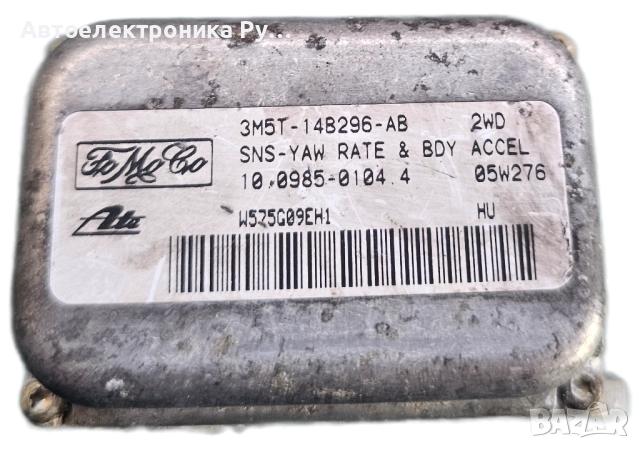 Автоелектроника Ру...
3M5T-14B296-AB 2WD
FoMoCo
SNS-YAW RATE & BDY ACCEL
10.0985-0104.4 05W276
Ate
W575G09EH1 HU
BAZAR